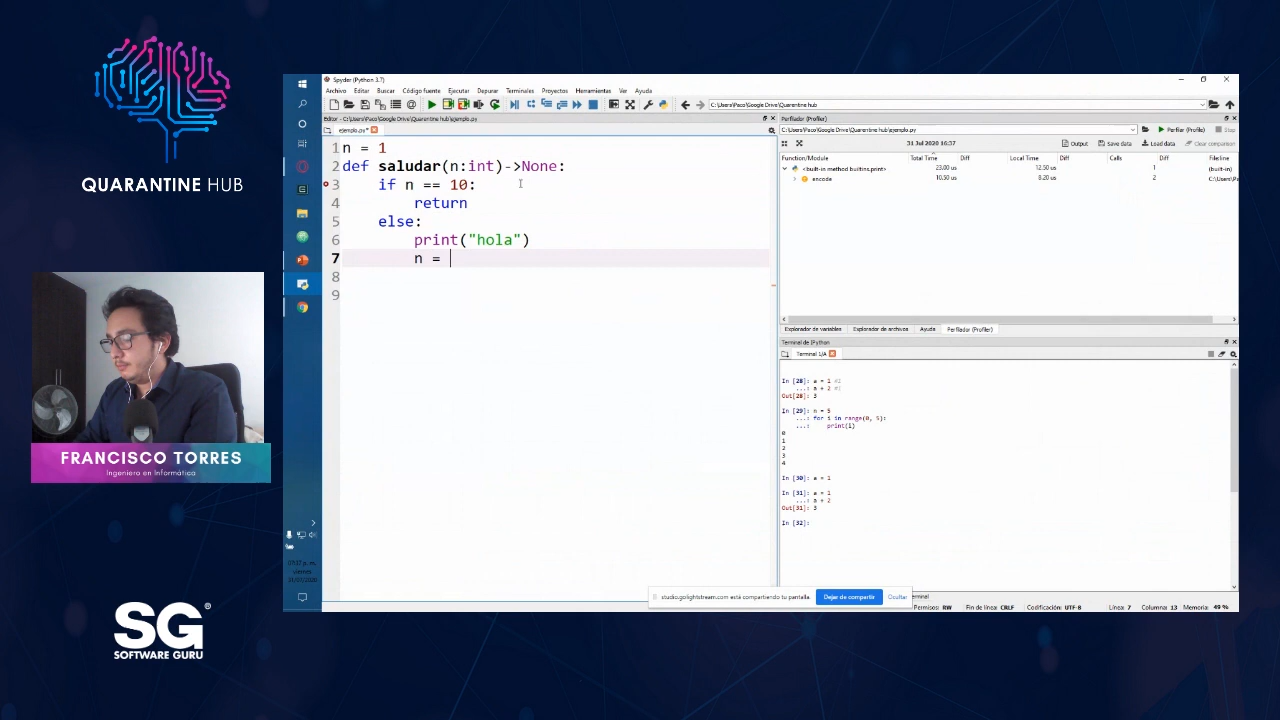 QUARANTINE HUB
FRANCISCO TORRES
Ingeniero en Informática
SG®
SOFTWARE GURU
Spyder (Python 3.7)
Archivo Editar Buscar Código fuente Ejecutar Depurar Terminales Proyectos Herramientas Ver Ayuda
C:\Users\Paco\Google Drive\Quarentine hub
Editor - C:\Users\Paco\Google Drive\Quarentine hub\ejemplo.py
ejemplo.py*
1 n = 1
2 def saludar(n:int)->None:
3     if n == 10:
4         return
5     else:
6         print("hola")
7         n =
8
9
Perfilador (Profiler)
C:\Users\Paco\Google Drive\Quarentine hub\ejemplo.py
Perfilar (Profile) Stop
31 Jul 2020 16:37 Output Save data Load data Clear comparison
Function/Module Total Time Diff Local Time Diff Calls Diff File:line
<built-in method builtins.print> 23.00 us 12.50 us 1 (built-in)
encode 10.50 us 8.20 us 2 C:\Users\Pa
Explorador de variables Explorador de archivos Ayuda Perfilador (Profiler)
Terminal de IPython
Terminal 1/A
In [28]: a = 1 #2
...: a + 2 #1
Out[28]: 3
In [29]: n = 5
...: for i in range(0, 5):
...: print(i)
0
1
2
3
4
In [30]: a = 1
In [31]: a = 1
...: a + 2
Out[31]: 3
In [32]:
studio.golightstream.com está compartiendo tu pantalla. Dejar de compartir Ocultar
Permisos: RW Fin de línea: CRLF Codificación: UTF-8 Línea: 7 Columna: 13 Memoria: 49 %